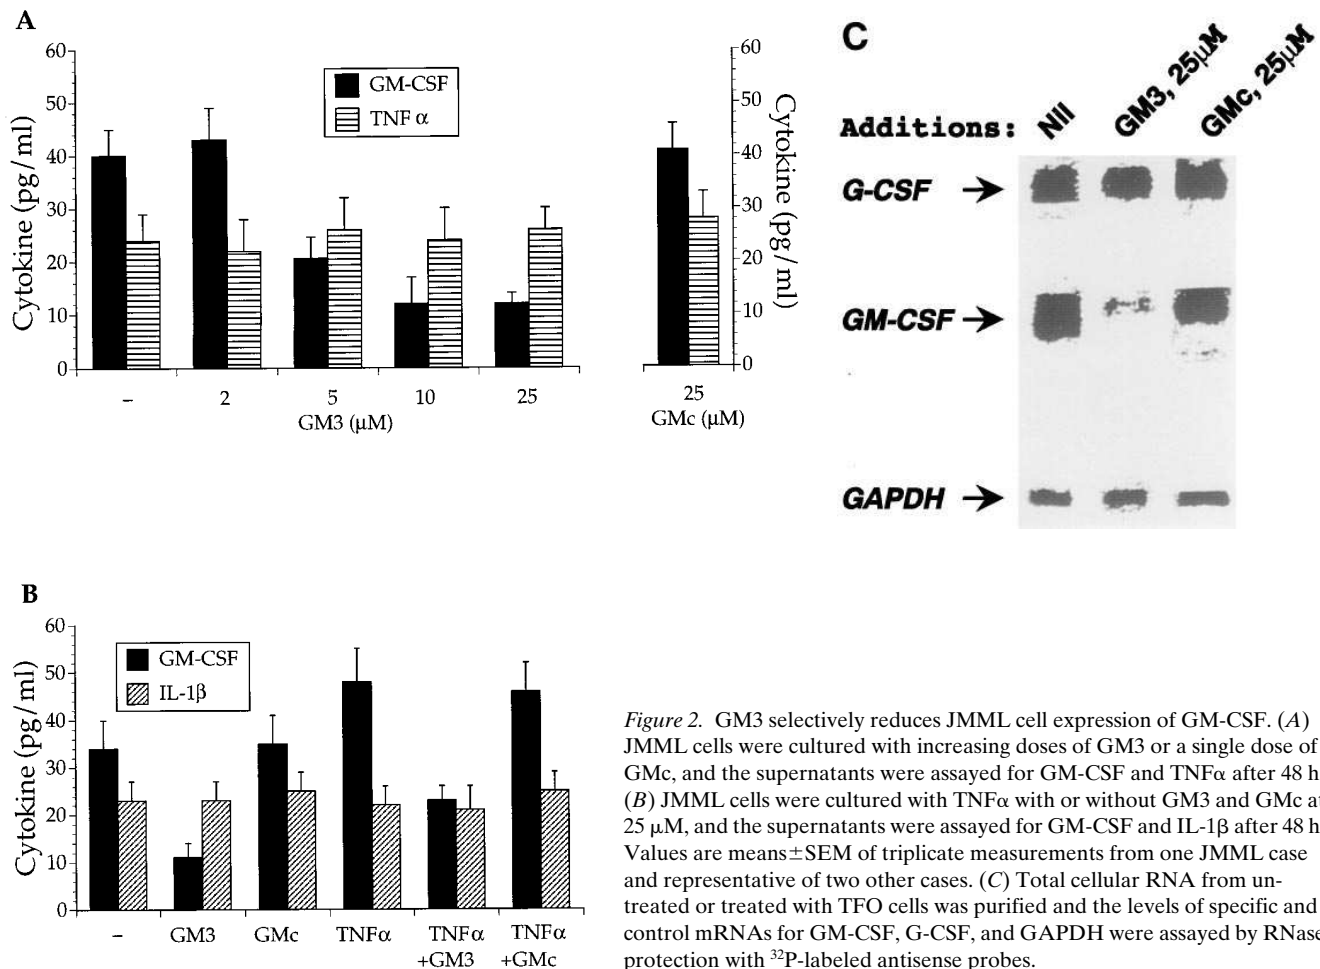 A
60
50
40
30
20
10
0
Cytokine (pg/ml)
GM-CSF
TNF α
– 2 5 10 25
GM3 (µM)
60
50
40
30
20
10
0
Cytokine (pg/ml)
25
GMc (µM)
C
Additions: Nil GM3, 25µM GMc, 25µM
G-CSF
GM-CSF
GAPDH
B
60
50
40
30
20
10
0
Cytokine (pg/ml)
GM-CSF
IL-1β
– GM3 GMc TNFα TNFα TNFα
+GM3 +GMc
Figure 2. GM3 selectively reduces JMML cell expression of GM-CSF. (A)
JMML cells were cultured with increasing doses of GM3 or a single dose of
GMc, and the supernatants were assayed for GM-CSF and TNFα after 48 h
(B) JMML cells were cultured with TNFα with or without GM3 and GMc at
25 µM, and the supernatants were assayed for GM-CSF and IL-1β after 48 h
Values are means±SEM of triplicate measurements from one JMML case
and representative of two other cases. (C) Total cellular RNA from un-
treated or treated with TFO cells was purified and the levels of specific and
control mRNAs for GM-CSF, G-CSF, and GAPDH were assayed by RNase
protection with ³²P-labeled antisense probes.